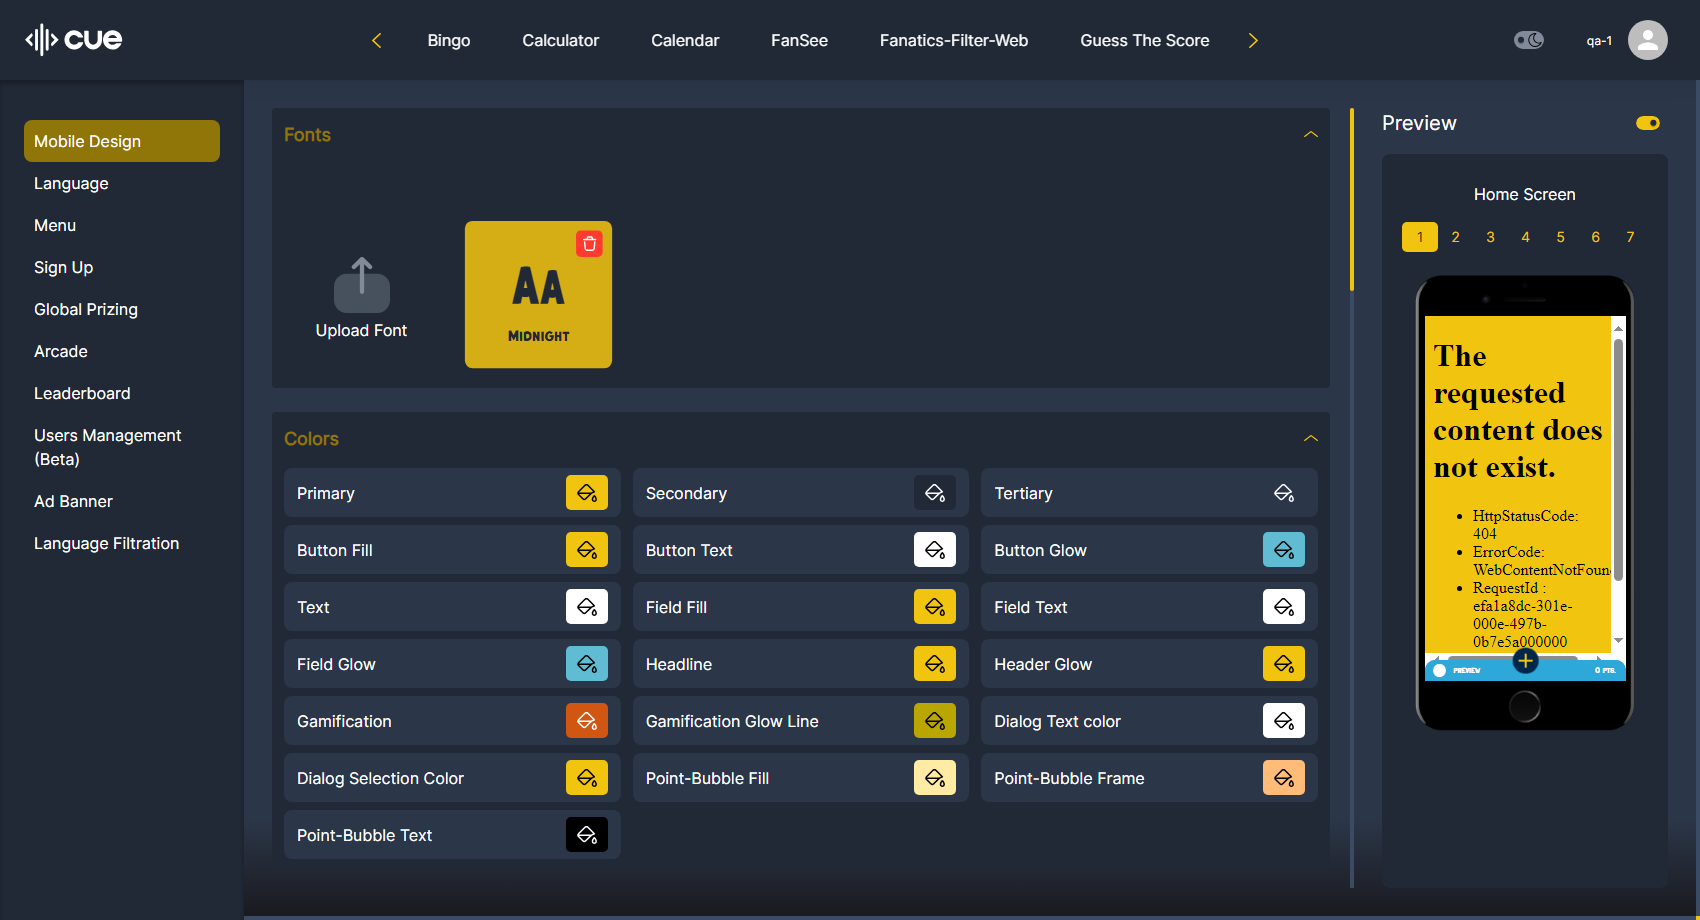 cue
Bingo
Calculator
Calendar
FanSee
Fanatics-Filter-Web
Guess The Score
qa-1
Mobile Design
Language
Menu
Sign Up
Global Prizing
Arcade
Leaderboard
Users Management
(Beta)
Ad Banner
Language Filtration
Fonts
Upload Font
AA
MIDNIGHT
Colors
Primary
Secondary
Tertiary
Button Fill
Button Text
Button Glow
Text
Field Fill
Field Text
Field Glow
Headline
Header Glow
Gamification
Gamification Glow Line
Dialog Text color
Dialog Selection Color
Point-Bubble Fill
Point-Bubble Frame
Point-Bubble Text
Preview
Home Screen
1 2 3 4 5 6 7
The
requested
content does
not exist.
HttpStatusCode:
404
ErrorCode:
WebContentNotFoun
RequestId :
efa1a8dc-301e-
000e-497b-
0b7e5a000000
PREVIEW
0 PTS.